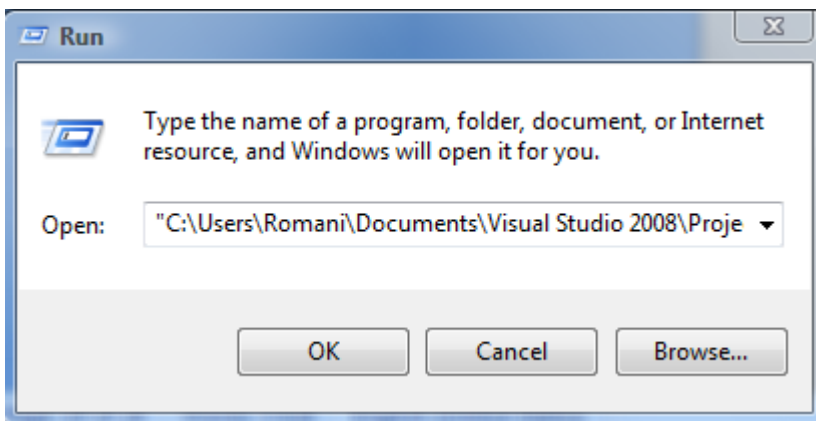 Run
Type the name of a program, folder, document, or Internet
resource, and Windows will open it for you.
Open: "C:\Users\Romani\Documents\Visual Studio 2008\Proje
OK Cancel Browse...